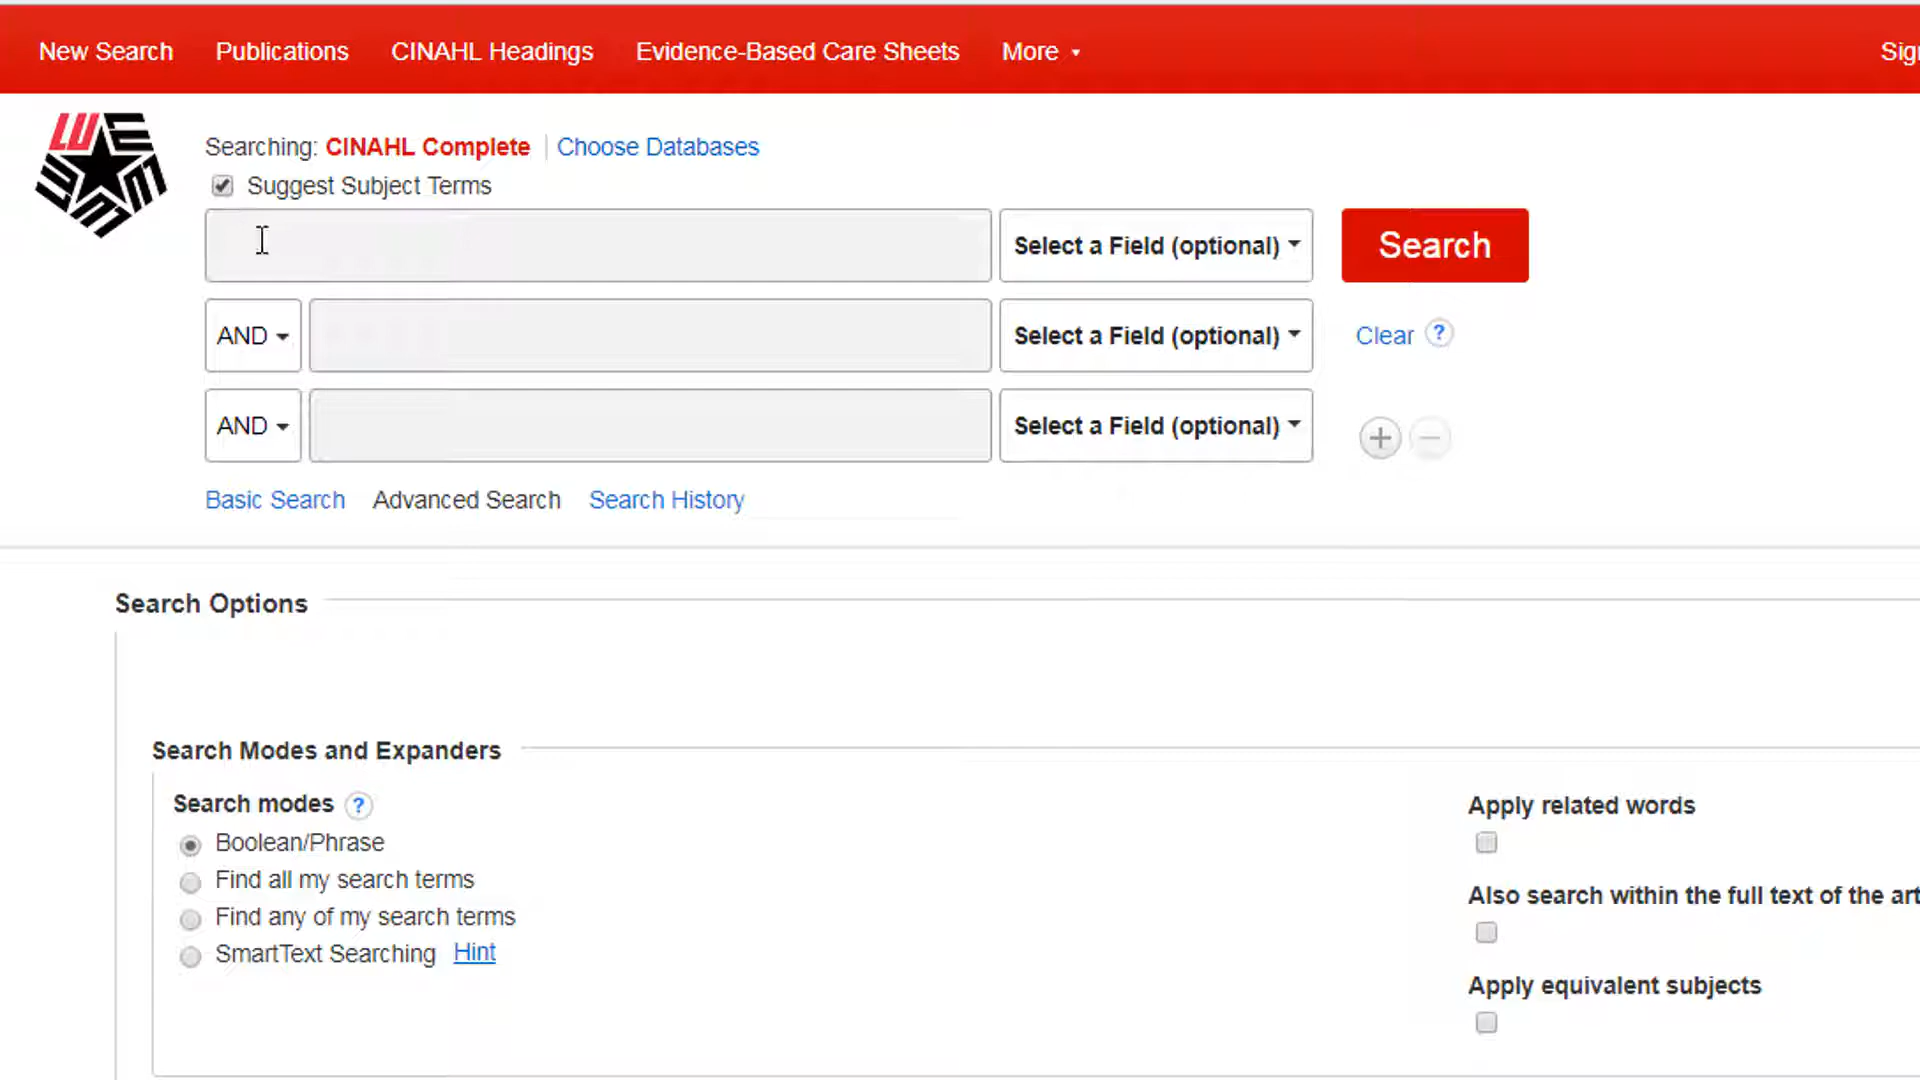 New Search Publications CINAHL Headings Evidence-Based Care Sheets More
Searching: CINAHL Complete Choose Databases
Suggest Subject Terms
Select a Field (optional) Search
AND Select a Field (optional) Clear ?
AND Select a Field (optional)
Basic Search Advanced Search Search History
Search Options
Search Modes and Expanders
Search modes ?
Boolean/Phrase
Find all my search terms
Find any of my search terms
SmartText Searching Hint
Apply related words
Also search within the full text of the
Apply equivalent subjects